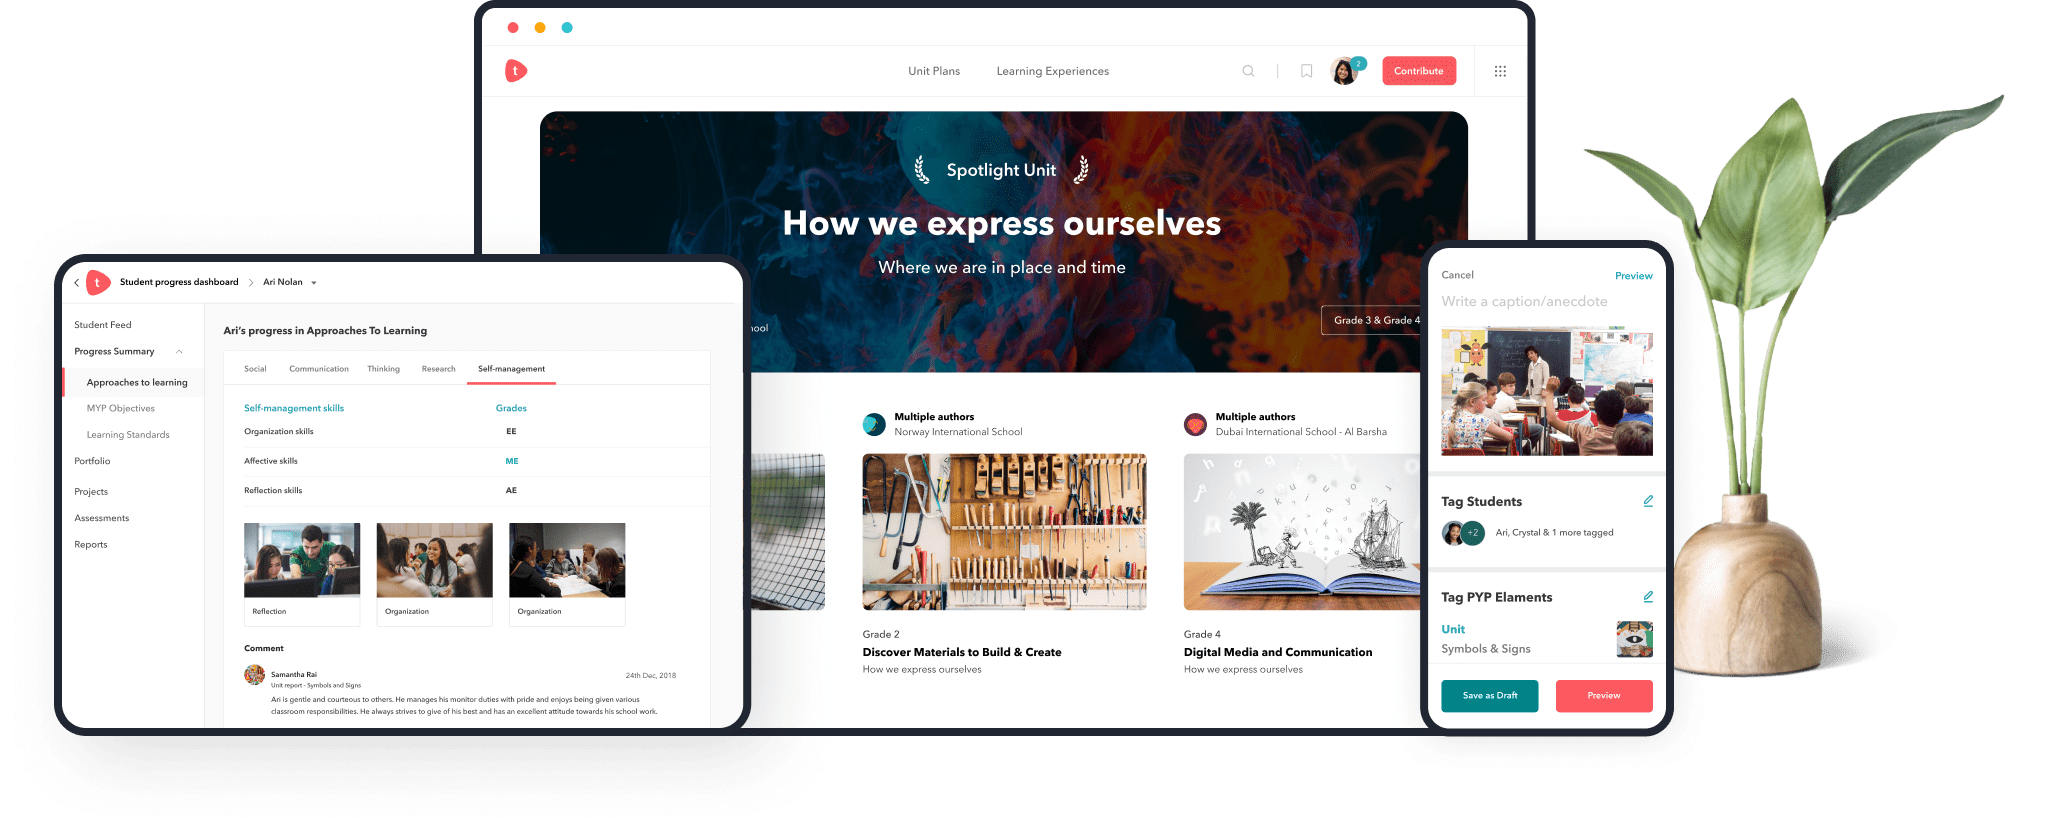 t
Unit Plans
Learning Experiences
2
Contribute
Spotlight Unit
How we express ourselves
Where we are in place and time
hool
Grade 3 & Grade 4
Multiple authors
Norway International School
Grade 2
Discover Materials to Build & Create
How we express ourselves
Multiple authors
Dubai International School - Al Barsha
Grade 4
Digital Media and Communication
How we express ourselves
t
Student progress dashboard
Ari Nolan
Student Feed
Progress Summary
Approaches to learning
MYP Objectives
Learning Standards
Portfolio
Projects
Assessments
Reports
Ari's progress in Approaches To Learning
Social
Communication
Thinking
Research
Self-management
Self-management skills
Grades
Organization skills
EE
Affective skills
ME
Reflection skills
AE
Reflection
Organization
Organization
Comment
Samantha Rai
24th Dec, 2018
Unit report - Symbols and Signs
Ari is gentle and courteous to others. He manages his monitor duties with pride and enjoys being given various
classroom responsibilities. He always strives to give of his best and has an excellent attitude towards his school work.
Cancel
Preview
Write a caption/anecdote
Tag Students
+2
Ari, Crystal & 1 more tagged
Tag PYP Elaments
Unit
Symbols & Signs
Save as Draft
Preview